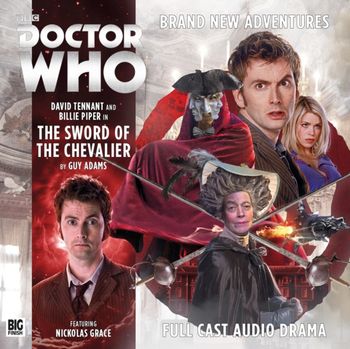 BBC
DOCTOR
WHO
BRAND NEW ADVENTURES
DAVID TENNANT AND
BILLIE PIPER IN
THE SWORD OF
THE CHEVALIER
BY GUY ADAMS
FEATURING
NICKOLAS GRACE
BIG
FINISH
FULL CAST AUDIO DRAMA